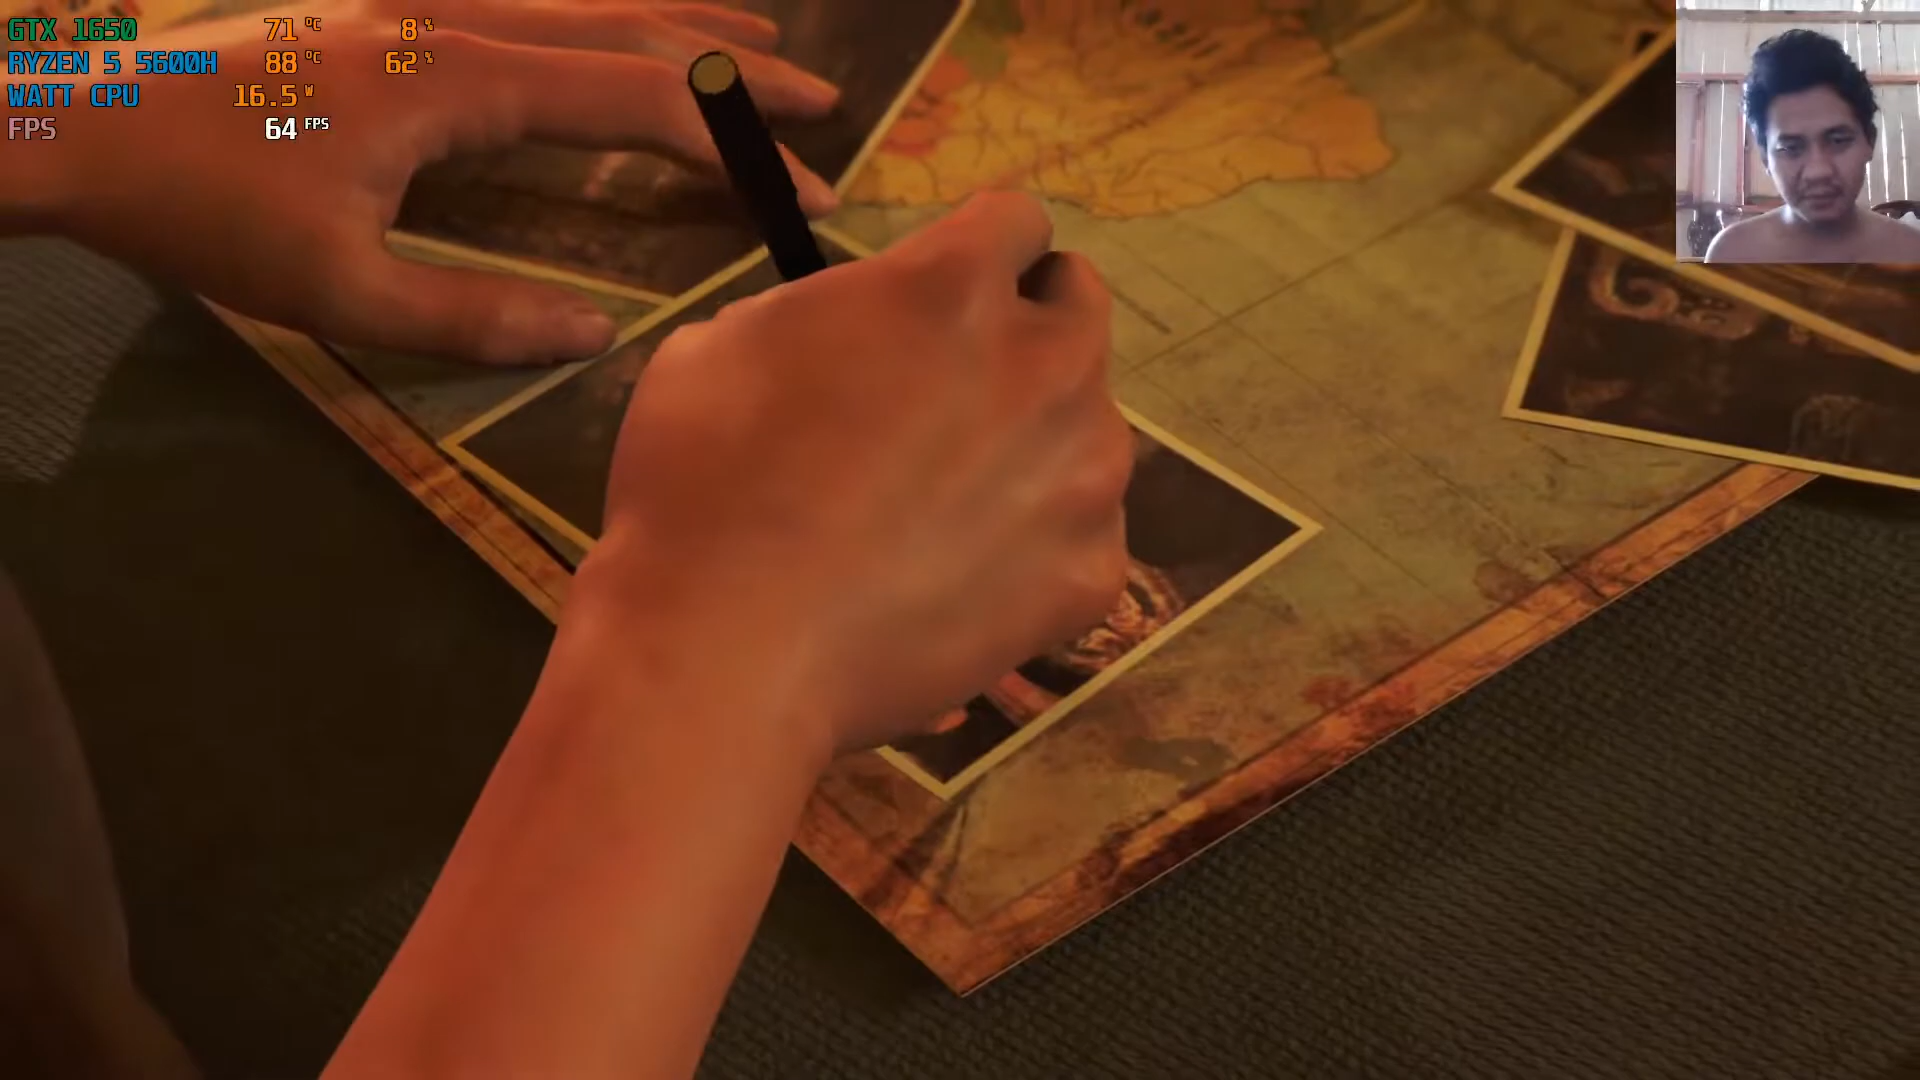 GTX 1650 71 °C 8 %
RYZEN 5 5600H 88 °C 62 %
WATT CPU 16.5 W
FPS 64 FPS